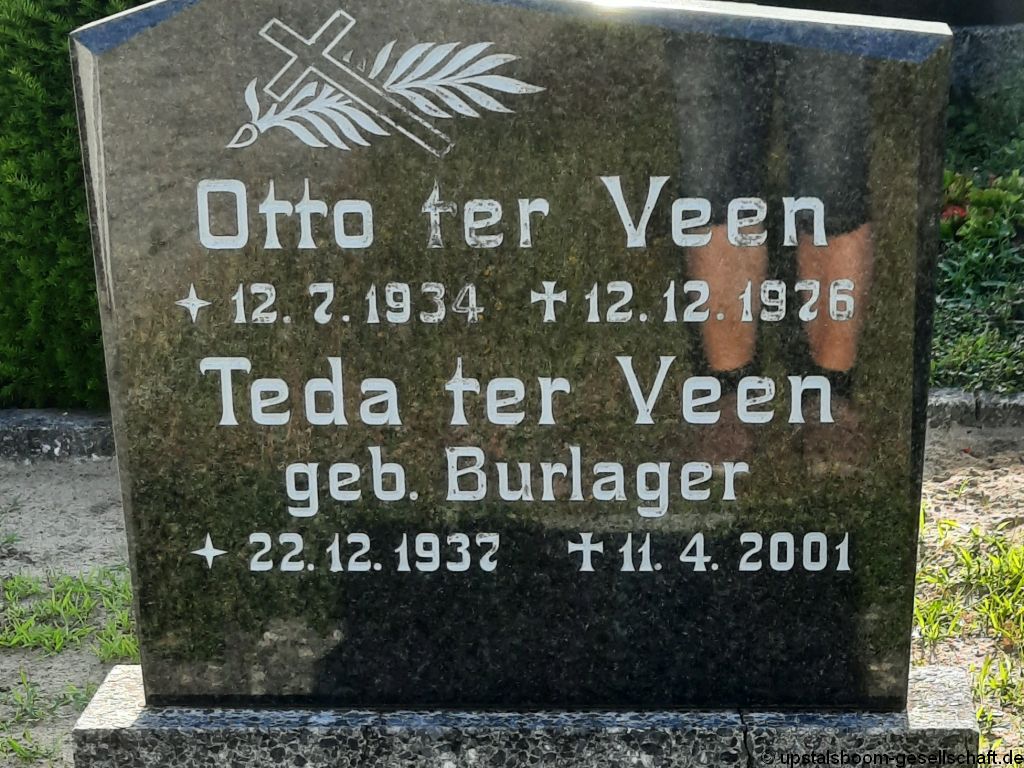 Otto ter Veen
✦ 12. 7. 1934 ✝ 12. 12. 1976
Teda ter Veen
geb. Burlager
✦ 22. 12. 1937 ✝ 11. 4. 2001
© upstalsboom-gesellschaft.de